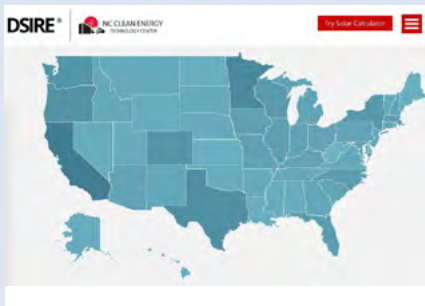 DSIRE®
NC CLEAN ENERGY
TECHNOLOGY CENTER
Try Solar Calculator